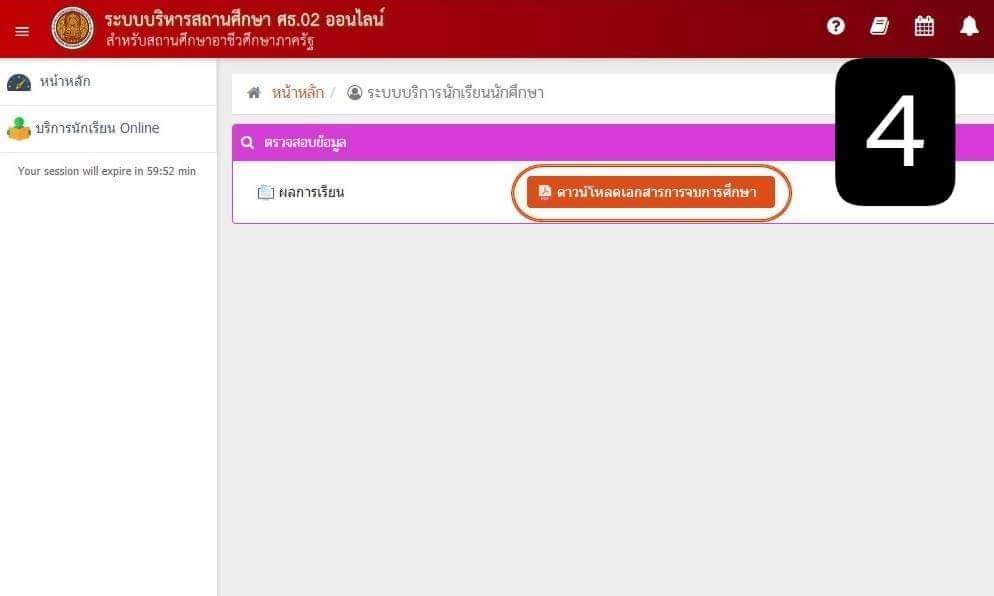 ระบบบริหารสถานศึกษา ศธ.02 ออนไลน์
สำหรับสถานศึกษาอาชีวศึกษาภาครัฐ
หน้าหลัก
บริการนักเรียน Online
Your session will expire in 59:52 min
หน้าหลัก / ระบบบริการนักเรียนนักศึกษา
4
ตรวจสอบข้อมูล
ผลการเรียน
ดาวน์โหลดเอกสารการจบการศึกษา